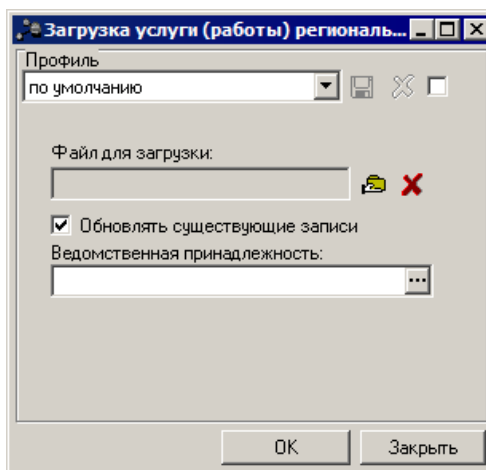 Загрузка услуги (работы) региональ...
Профиль
по умолчанию
Файл для загрузки:
Обновлять существующие записи
Ведомственная принадлежность:
...
OK
Закрыть